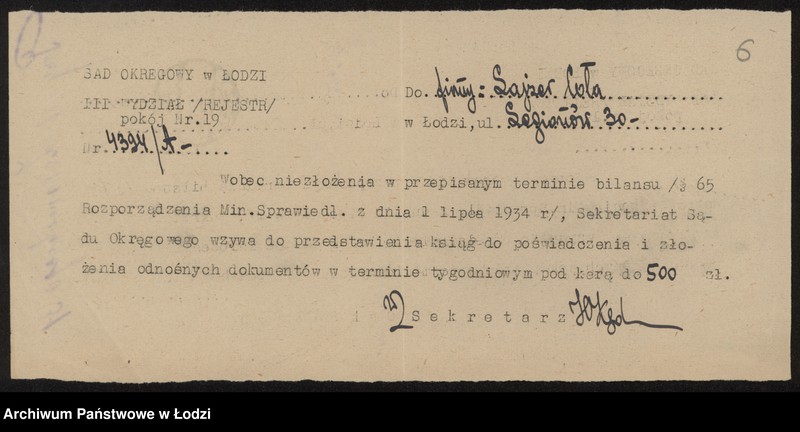 6
SĄD OKRĘGOWY w ŁODZI
III WYDZIAŁ /REJESTR/
pokój Nr.19
Nr. 4394/A-
Do firmy: Lajzer Cała
w Łodzi, ul. Legionów 30-
Wobec niezłożenia w przepisanym terminie bilansu /§ 65
Rozporządzenia Min.Sprawiedl. z dnia 1 lipca 1934 r/, Sekretariat Są-
du Okręgowego wzywa do przedstawienia ksiąg do poświadczenia i zło-
żenia odnośnych dokumentów w terminie tygodniowym pod karą do 500 zł.
Sekretarz
Archiwum Państwowe w Łodzi